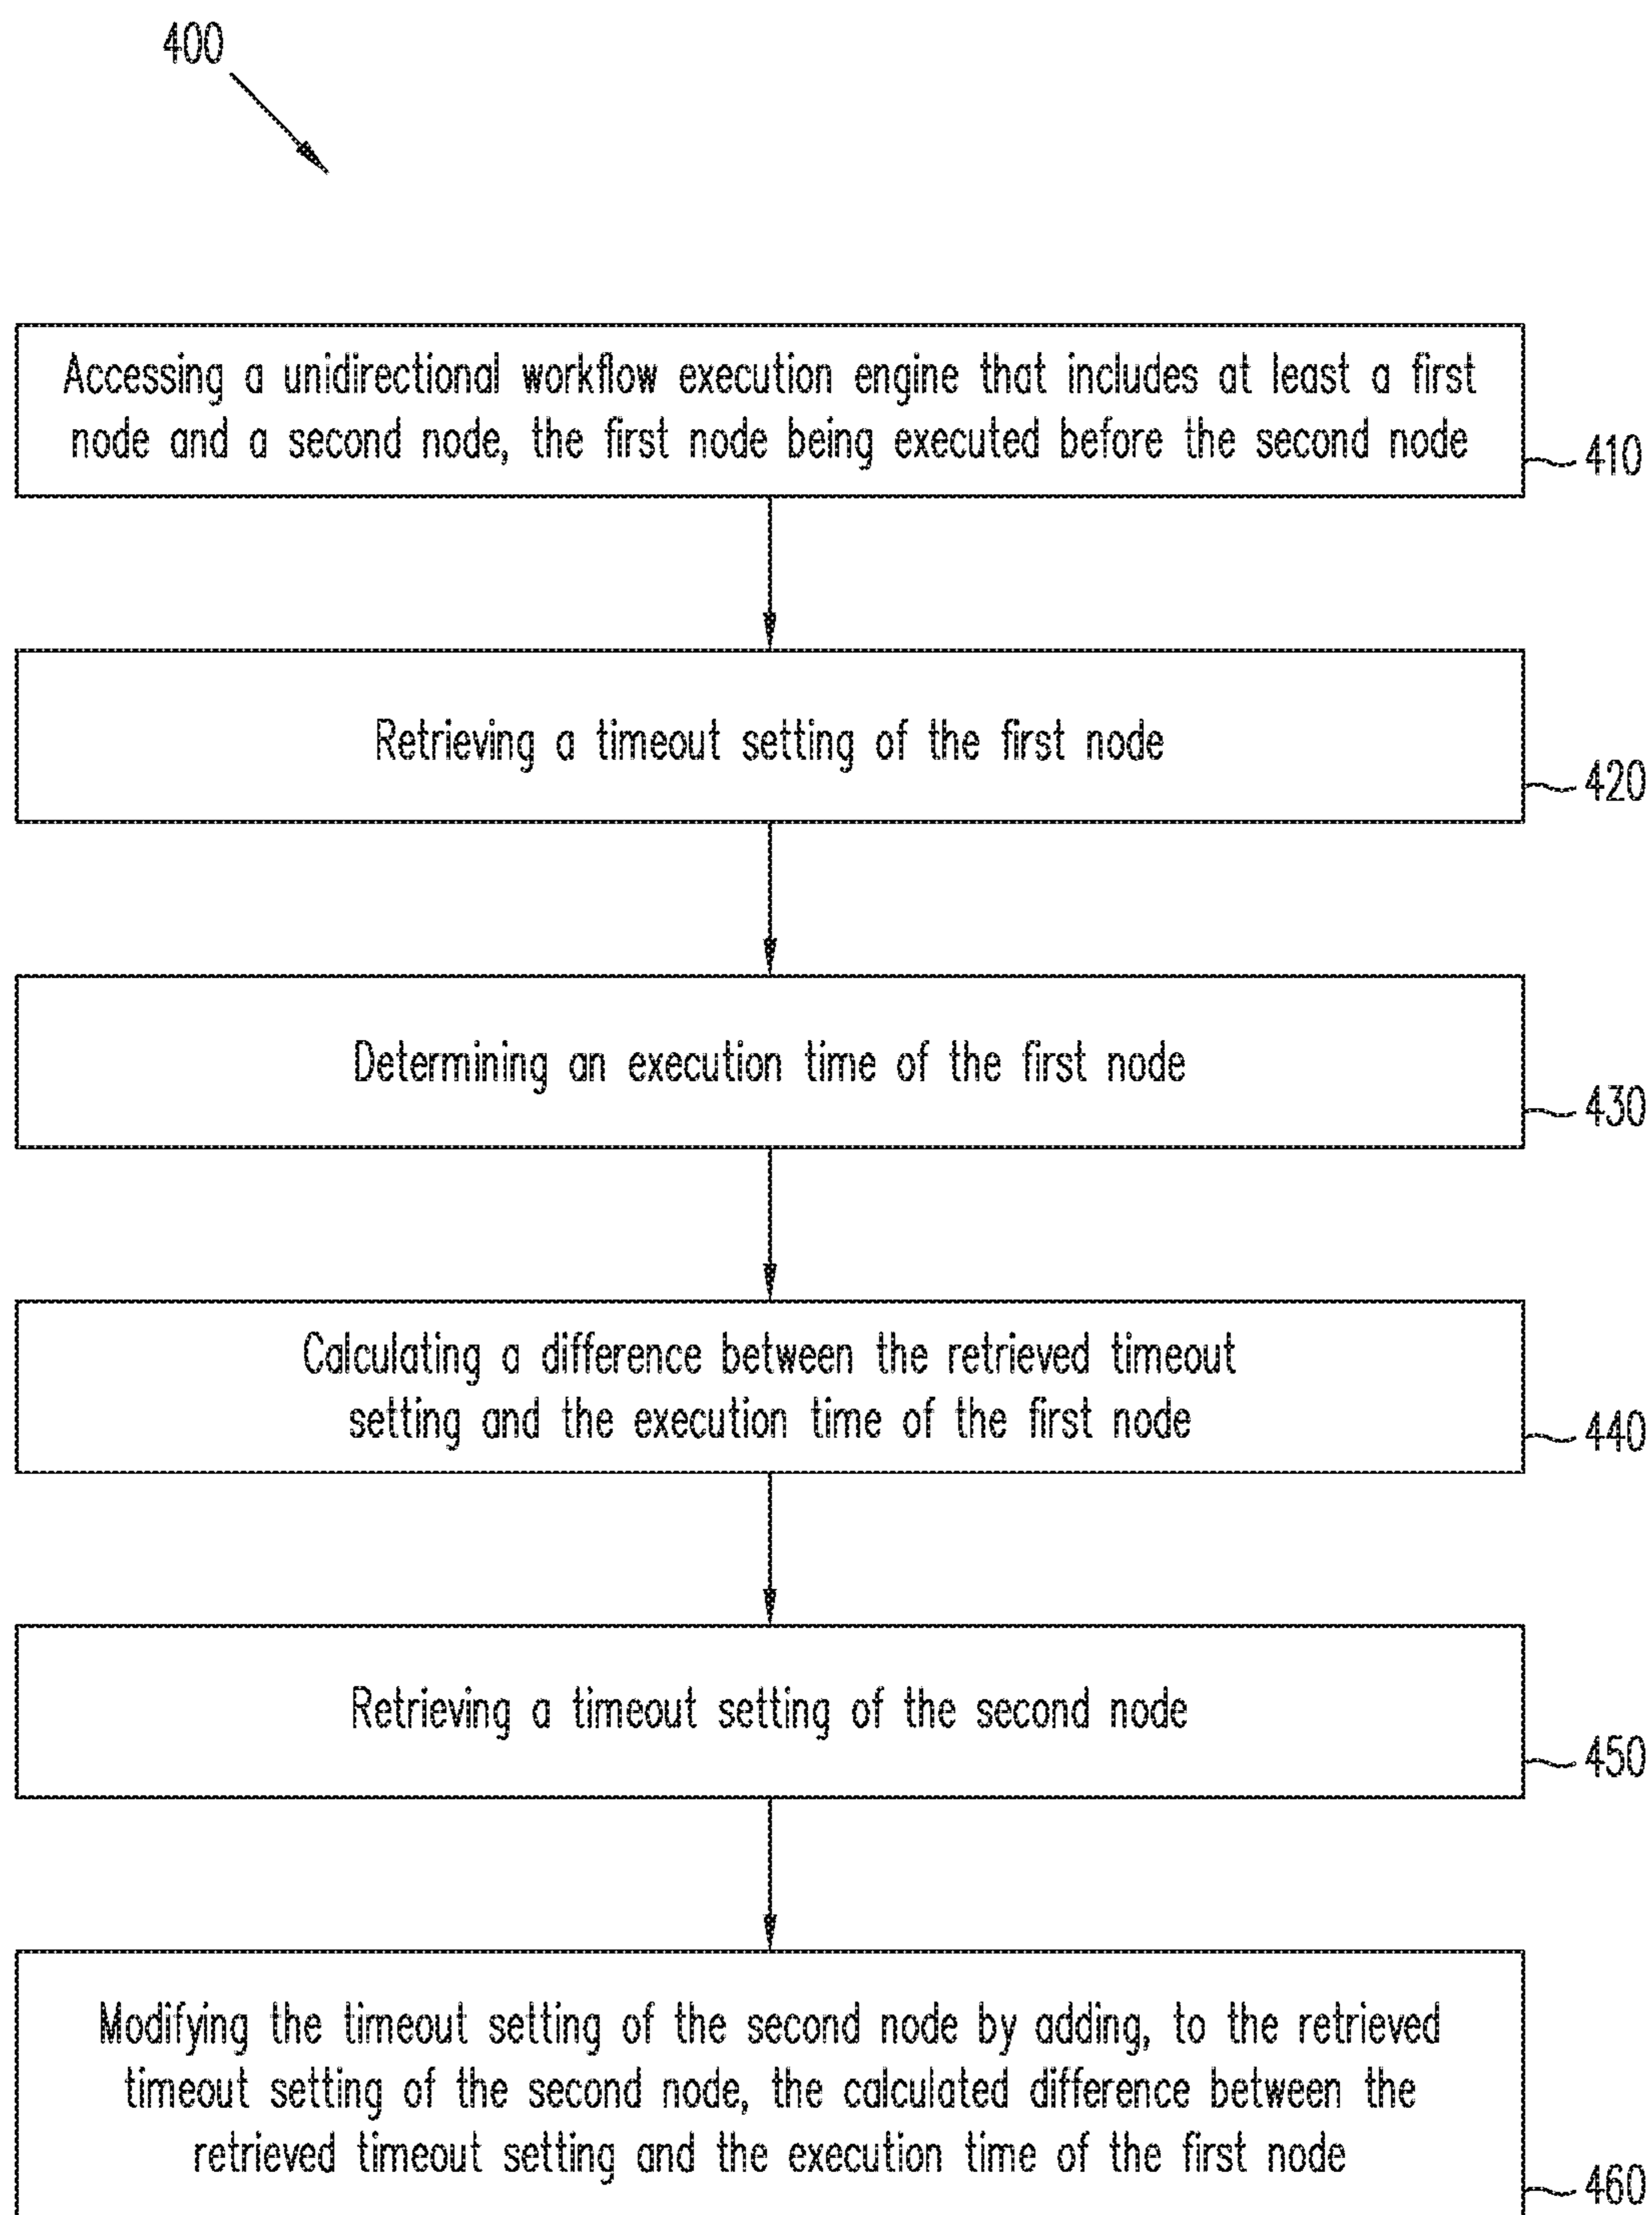 400
Accessing a unidirectional workflow execution engine that includes at least a first
node and a second node, the first node being executed before the second node
410
Retrieving a timeout setting of the first node
420
Determining an execution time of the first node
430
Calculating a difference between the retrieved timeout
setting and the execution time of the first node
440
Retrieving a timeout setting of the second node
450
Modifying the timeout setting of the second node by adding, to the retrieved
timeout setting of the second node, the calculated difference between the
retrieved timeout setting and the execution time of the first node
460